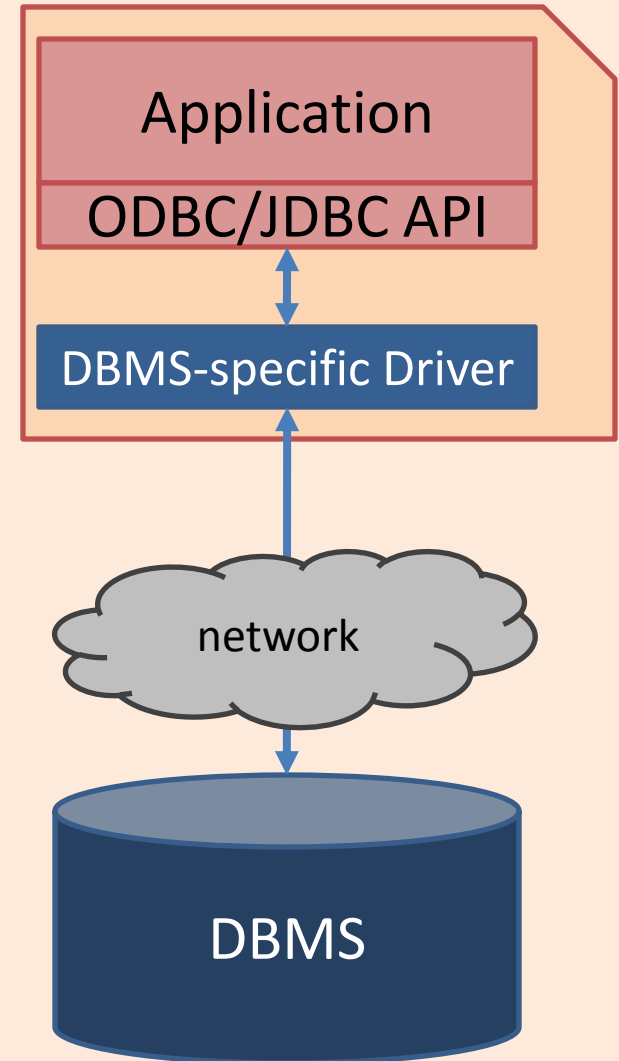 Application
ODBC/JDBC API
DBMS-specific Driver
network
DBMS